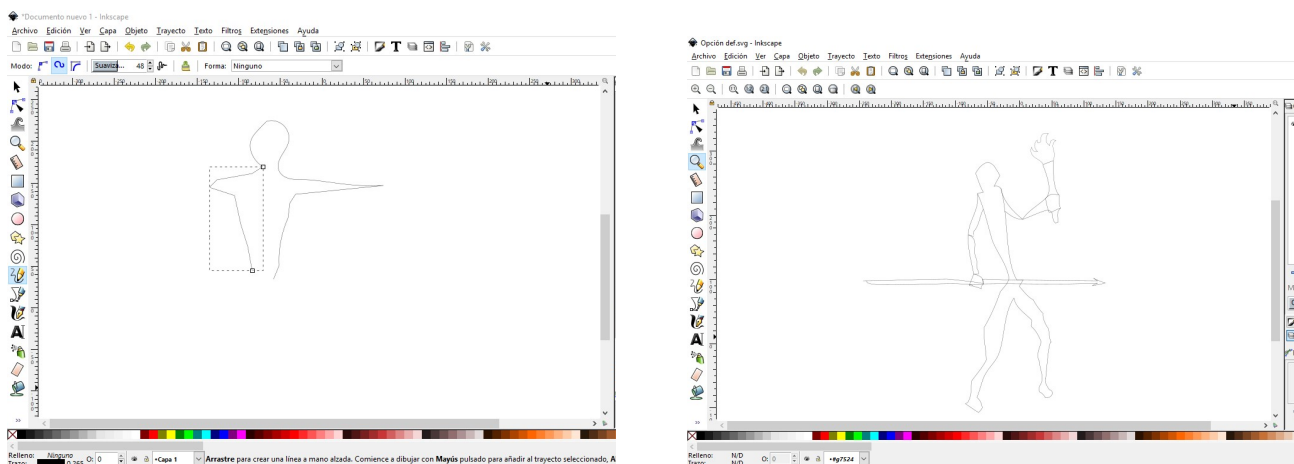 *Documento nuevo 1 - Inkscape
Archivo Edición Ver Capa Objeto Trayecto Texto Filtros Extensiones Ayuda
Modo: Suaviza... 48 Forma: Ninguno
Relleno: Ninguno
Trazo: 0,265 O: 0 •Capa 1 Arrastre para crear una línea a mano alzada. Comience a dibujar con Mayús pulsado para añadir al trayecto seleccionado, A
Opción def.svg - Inkscape
Archivo Edición Ver Capa Objeto Trayecto Texto Filtros Extensiones Ayuda
Relleno: N/D
Trazo: N/D O: 0 •#g7524